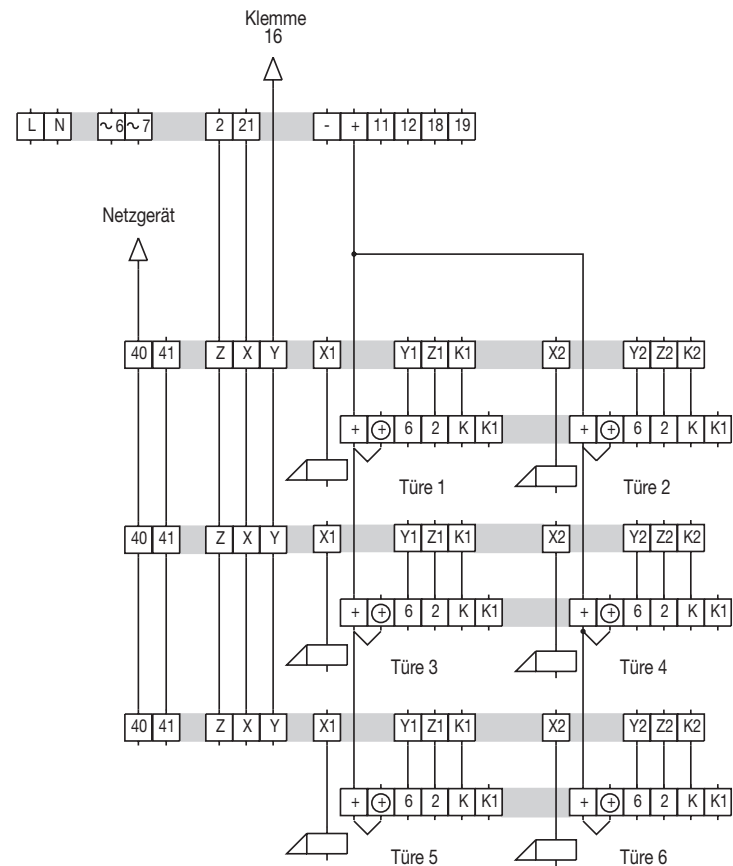 Klemme
16
L N ~6 ~7 2 21 - + 11 12 18 19
Netzgerät
40 41 Z X Y X1 Y1 Z1 K1 X2 Y2 Z2 K2
+ + 6 2 K K1 + + 6 2 K K1
Türe 1 Türe 2
40 41 Z X Y X1 Y1 Z1 K1 X2 Y2 Z2 K2
+ + 6 2 K K1 + + 6 2 K K1
Türe 3 Türe 4
40 41 Z X Y X1 Y1 Z1 K1 X2 Y2 Z2 K2
+ + 6 2 K K1 + + 6 2 K K1
Türe 5 Türe 6